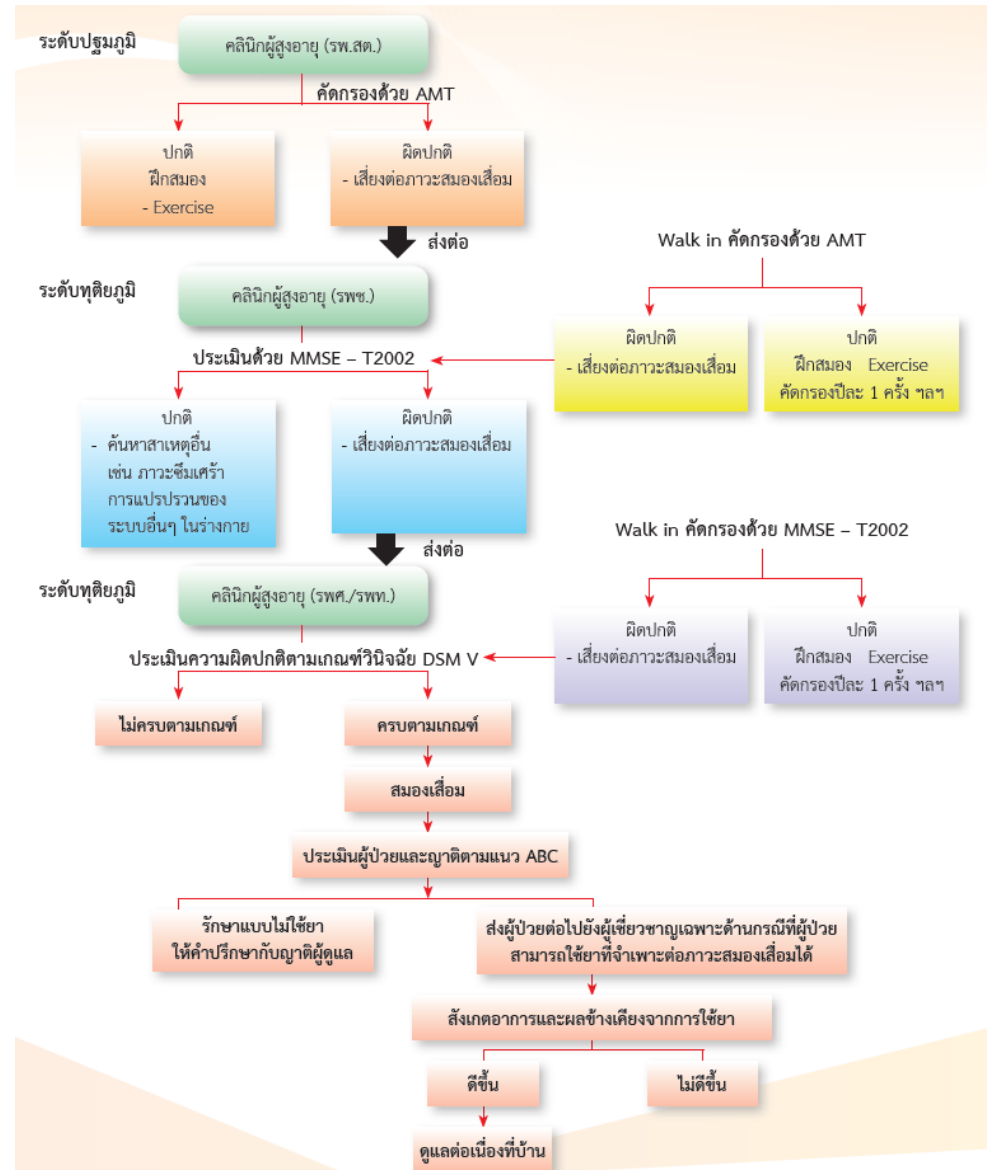 ระดับปฐมภูมิ
คลินิกผู้สูงอายุ (รพ.สต.)
คัดกรองด้วย AMT
ปกติ
ฝึกสมอง
- Exercise
ผิดปกติ
- เสี่ยงต่อภาวะสมองเสื่อม
ส่งต่อ
Walk in คัดกรองด้วย AMT
ระดับทุติยภูมิ
คลินิกผู้สูงอายุ (รพช.)
ผิดปกติ
- เสี่ยงต่อภาวะสมองเสื่อม
ปกติ
ฝึกสมอง Exercise
คัดกรองปีละ 1 ครั้ง ฯลฯ
ประเมินด้วย MMSE – T2002
ปกติ
- ค้นหาสาเหตุอื่น
เช่น ภาวะซึมเศร้า
การแปรปรวนของ
ระบบอื่นๆ ในร่างกาย
ผิดปกติ
- เสี่ยงต่อภาวะสมองเสื่อม
ส่งต่อ
Walk in คัดกรองด้วย MMSE – T2002
ระดับทุติยภูมิ
คลินิกผู้สูงอายุ (รพศ./รพท.)
ผิดปกติ
- เสี่ยงต่อภาวะสมองเสื่อม
ปกติ
ฝึกสมอง Exercise
คัดกรองปีละ 1 ครั้ง ฯลฯ
ประเมินความผิดปกติตามเกณฑ์วินิจฉัย DSM V
ไม่ครบตามเกณฑ์
ครบตามเกณฑ์
สมองเสื่อม
ประเมินผู้ป่วยและญาติตามแนว ABC
รักษาแบบไม่ใช้ยา
ให้คำปรึกษากับญาติผู้ดูแล
ส่งผู้ป่วยต่อไปยังผู้เชี่ยวชาญเฉพาะด้านกรณีที่ผู้ป่วย
สามารถใช้ยาที่จำเพาะต่อภาวะสมองเสื่อมได้
สังเกตอาการและผลข้างเคียงจากการใช้ยา
ดีขึ้น
ไม่ดีขึ้น
ดูแลต่อเนื่องที่บ้าน